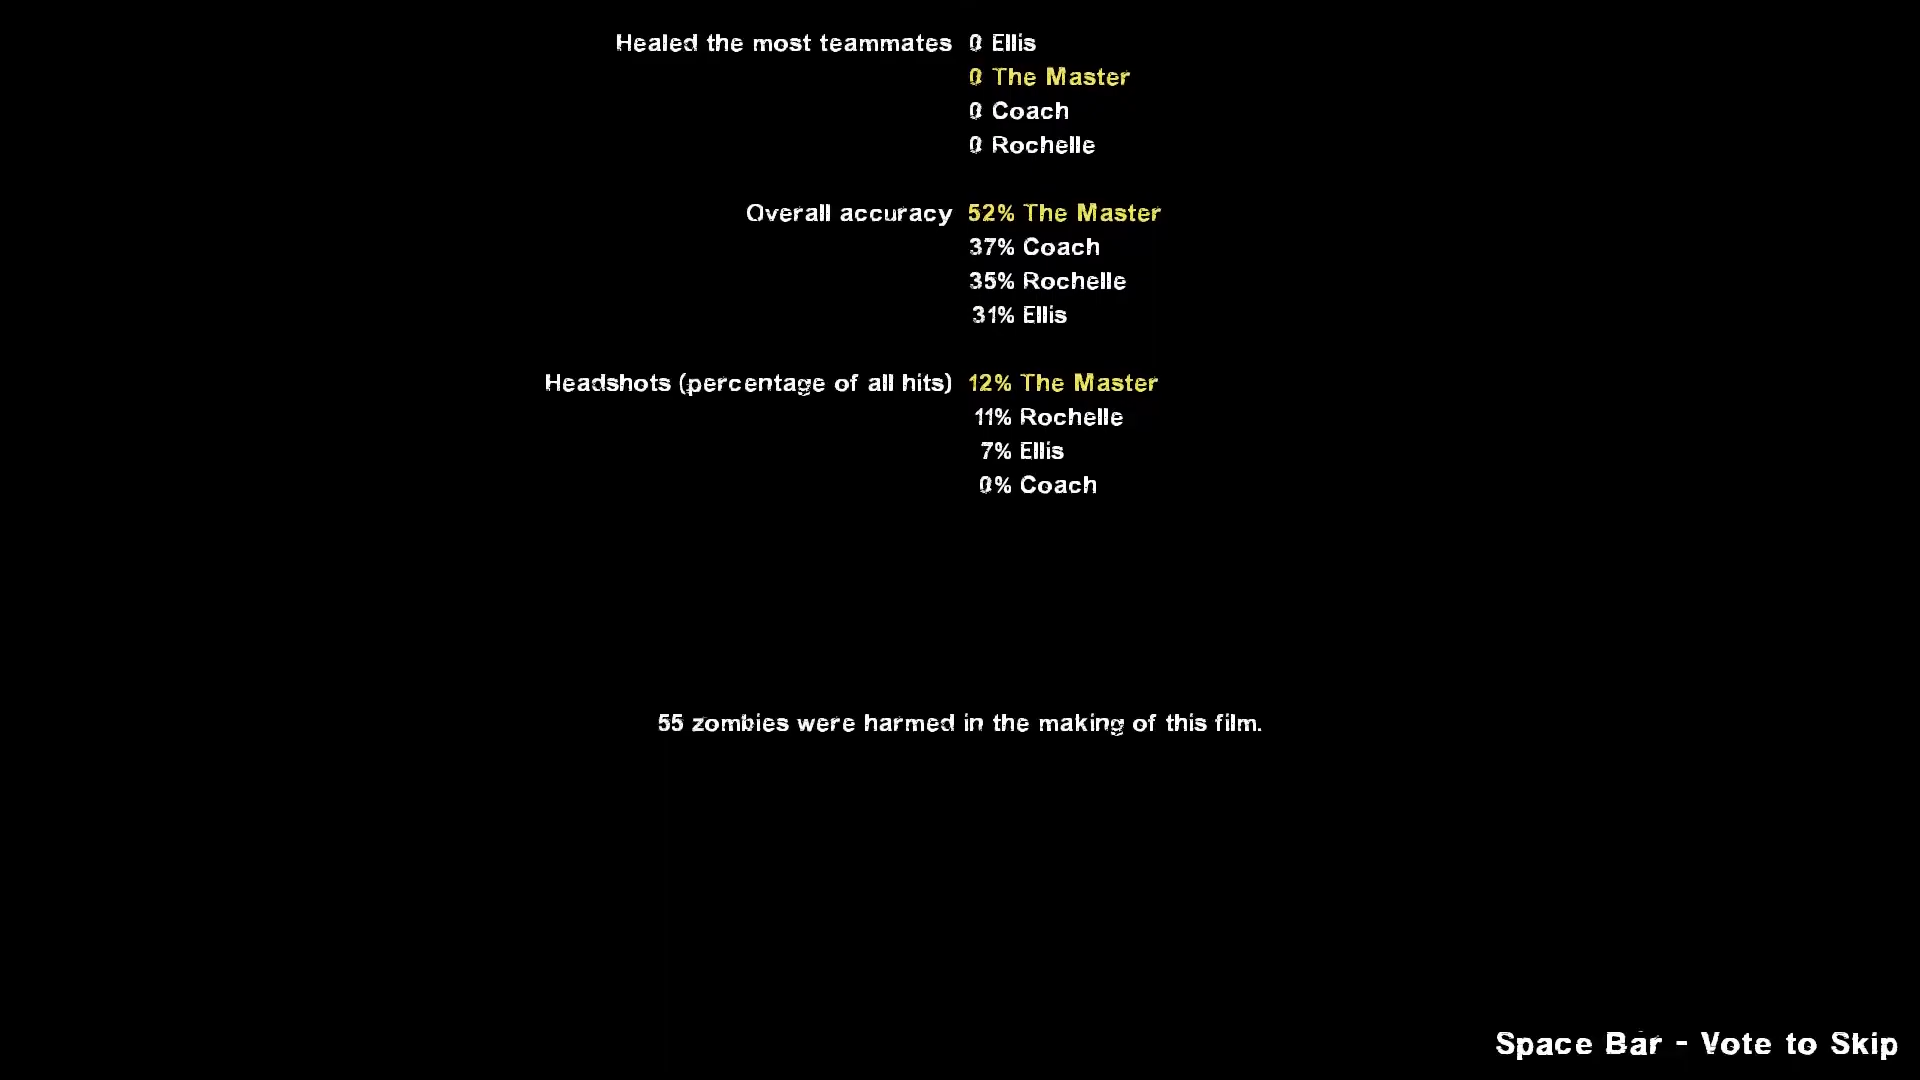 Healed the most teammates 0 Ellis
0 The Master
0 Coach
0 Rochelle
Overall accuracy 52% The Master
37% Coach
35% Rochelle
31% Ellis
Headshots (percentage of all hits) 12% The Master
11% Rochelle
7% Ellis
0% Coach
55 zombies were harmed in the making of this film.
Space Bar - Vote to Skip